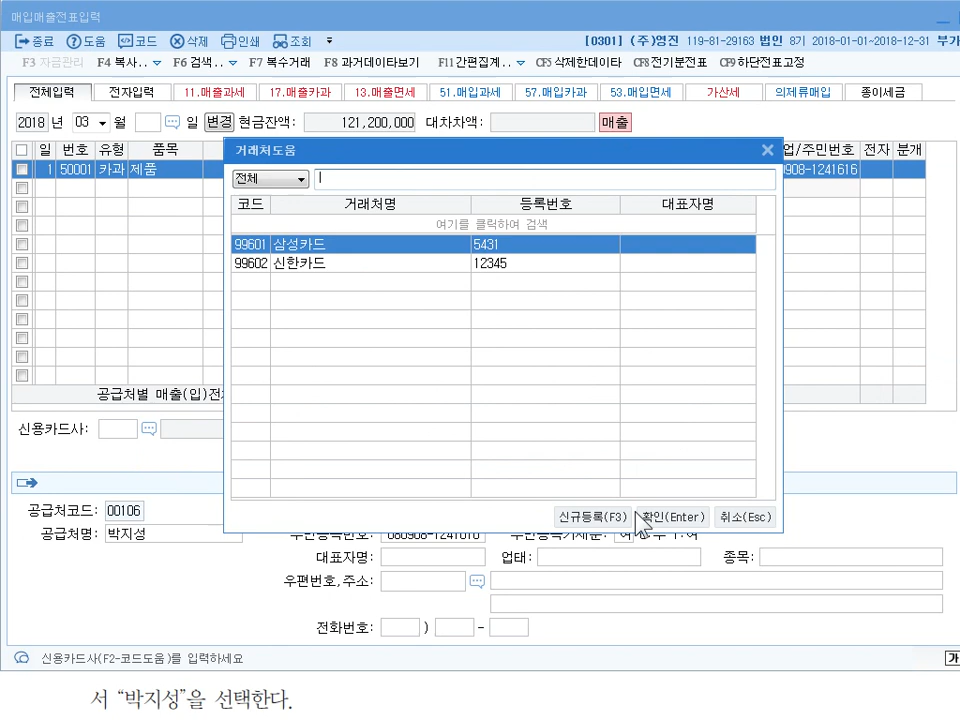 매입매출전표입력
종료 도움 코드 삭제 인쇄 조회 [0301] (주)영진 119-81-29163 법인 8기 2018-01-01~2018-12-31 부가
F3 자금관리 F4 복사.. F6 검색.. F7 복수거래 F8 과거데이타보기 F11 간편집계.. CF5 삭제한데이타 CF8 전기분전표 CF9 하단전표고정
전체입력 전자입력 11.매출과세 17.매출카과 13.매출면세 51.매입과세 57.매입카과 53.매입면세 가산세 의제류매입 종이세금
2018 년 03 월 일 변경 현금잔액: 121,200,000 대차차액: 매출
일 번호 유형 품목 업/주민번호 전자 분개
1 50001 카과 제품 0908-1241616
거래처도움
전체
코드 거래처명 등록번호 대표자명
여기를 클릭하여 검색
99601 삼성카드 5431
99602 신한카드 12345
공급처별 매출(입)전
신용카드사:
신규등록(F3) 확인(Enter) 취소(Esc)
공급처코드: 00106
공급처명: 박지성
대표자명: 업태: 종목:
우편번호,주소:
전화번호: ) -
신용카드사(F2-코드도움)를 입력하세요 가
서 “박지성”을 선택한다.